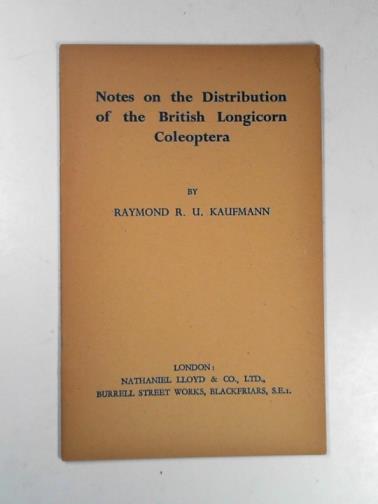 Notes on the Distribution
of the British Longicorn
Coleoptera
BY
RAYMOND R. U. KAUFMANN
LONDON:
NATHANIEL LLOYD & CO., LTD.,
BURRELL STREET WORKS, BLACKFRIARS, S.E.1.